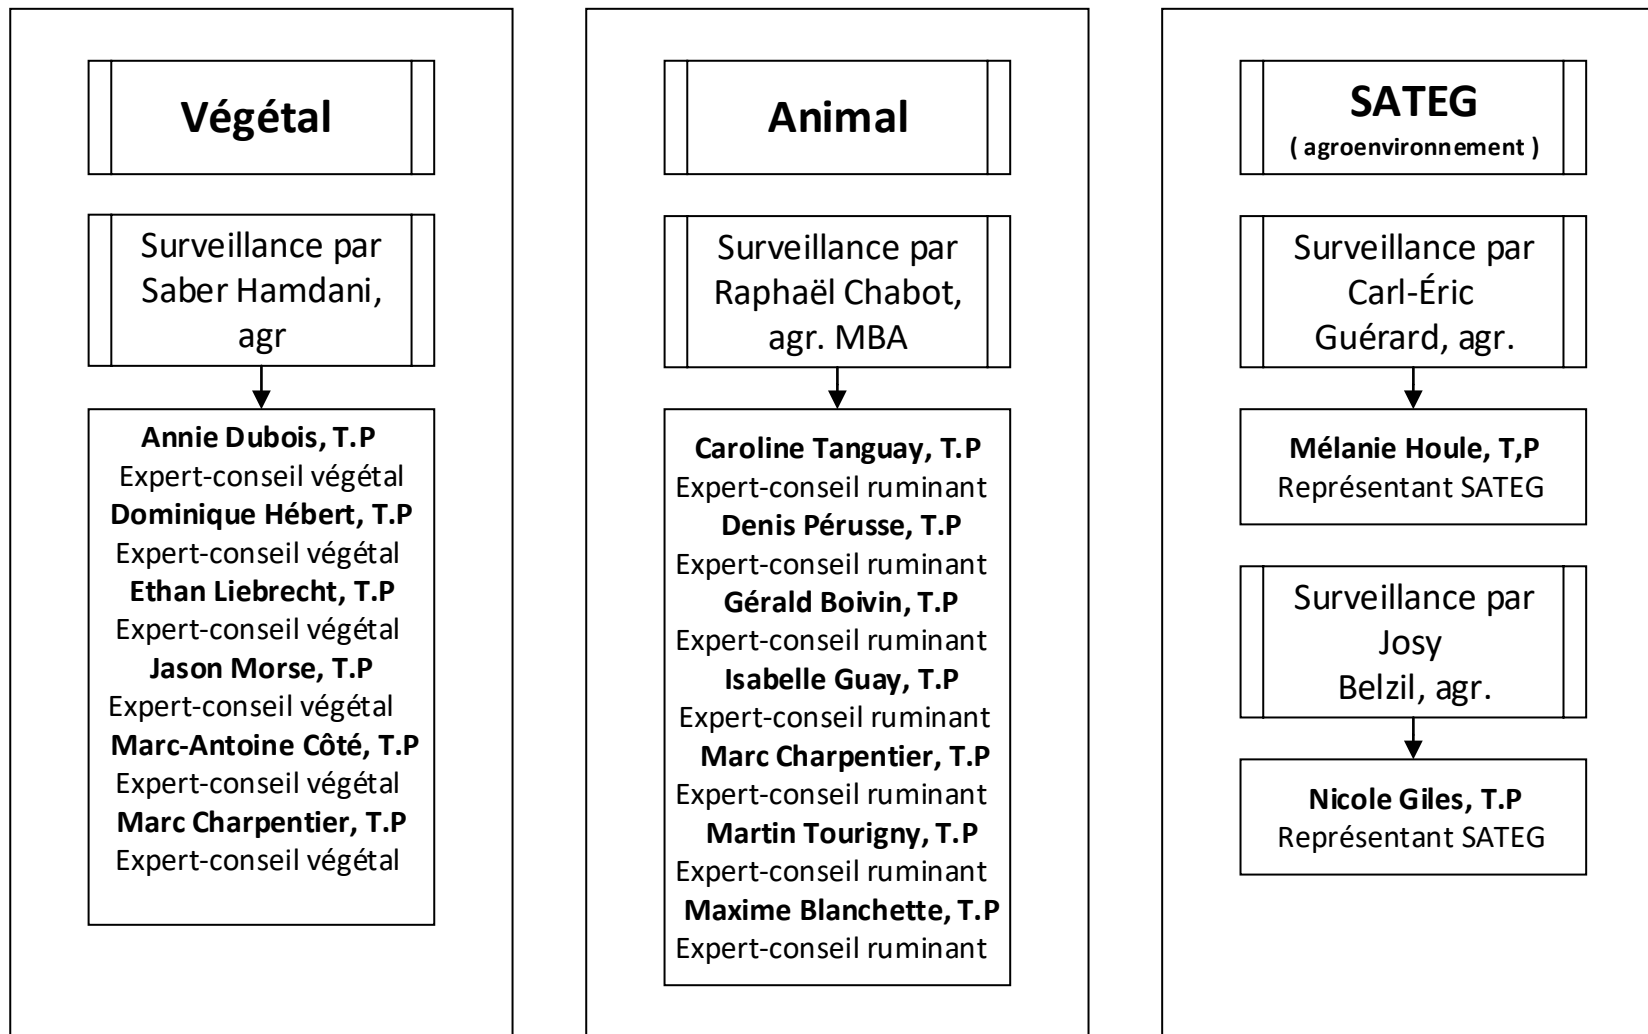 Végétal
Surveillance par
Saber Hamdani,
agr
Annie Dubois, T.P
Expert-conseil végétal
Dominique Hébert, T.P
Expert-conseil végétal
Ethan Liebrecht, T.P
Expert-conseil végétal
Jason Morse, T.P
Expert-conseil végétal
Marc-Antoine Côté, T.P
Expert-conseil végétal
Marc Charpentier, T.P
Expert-conseil végétal
Animal
Surveillance par
Raphaël Chabot,
agr. MBA
Caroline Tanguay, T.P
Expert-conseil ruminant
Denis Pérusse, T.P
Expert-conseil ruminant
Gérald Boivin, T.P
Expert-conseil ruminant
Isabelle Guay, T.P
Expert-conseil ruminant
Marc Charpentier, T.P
Expert-conseil ruminant
Martin Tourigny, T.P
Expert-conseil ruminant
Maxime Blanchette, T.P
Expert-conseil ruminant
SATEG
( agroenvironnement )
Surveillance par
Carl-Éric
Guérard, agr.
Mélanie Houle, T,P
Représentant SATEG
Surveillance par
Josy
Belzil, agr.
Nicole Giles, T.P
Représentant SATEG